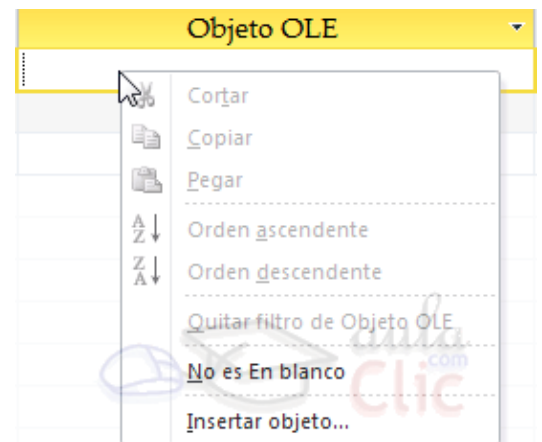 Objeto OLE
Cortar
Copiar
Pegar
A
Z
Orden ascendente
Z
A
Orden descendente
Quitar filtro de Objeto OLE
aula
.com
No es En blanco
Clic
Insertar objeto...